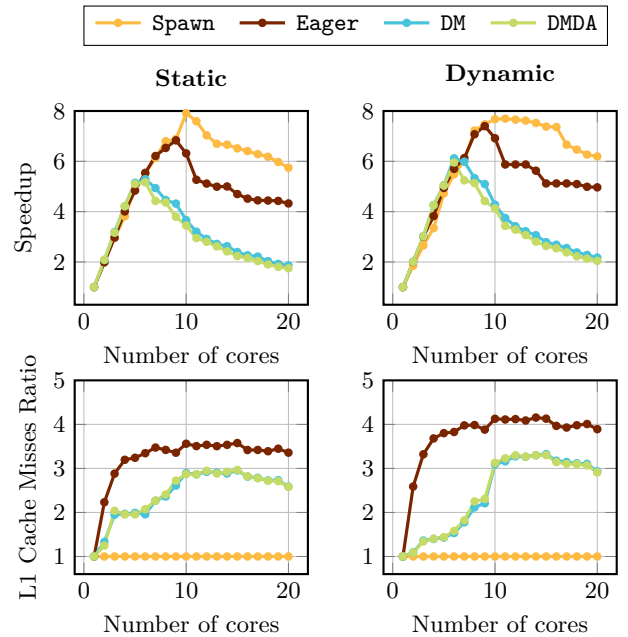 Spawn Eager DM DMDA
Static Dynamic
Speedup
8
6
4
2
0 10 20
Number of cores
8
6
4
2
0 10 20
Number of cores
L1 Cache Misses Ratio
5
4
3
2
1
0 10 20
Number of cores
5
4
3
2
1
0 10 20
Number of cores